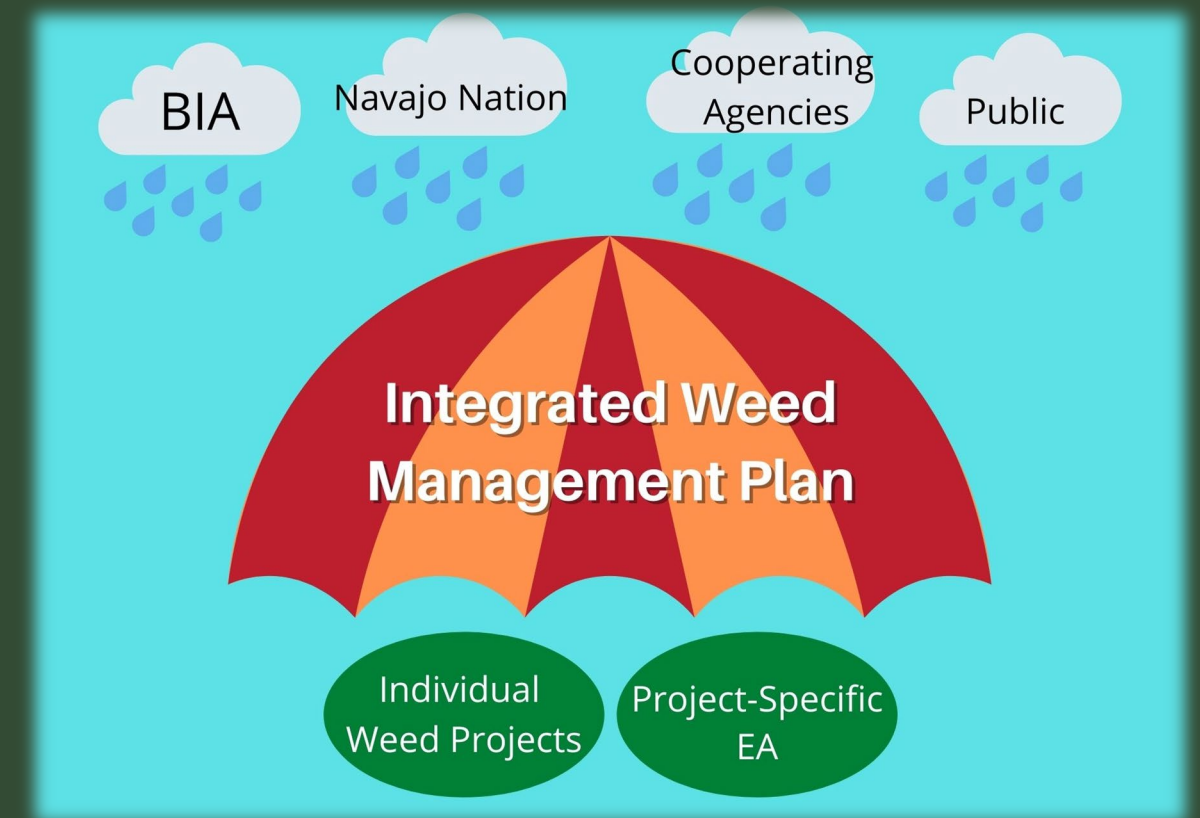 BIA
Navajo Nation
Cooperating
Agencies
Public
Integrated Weed
Management Plan
Individual
Weed Projects
Project-Specific
EA